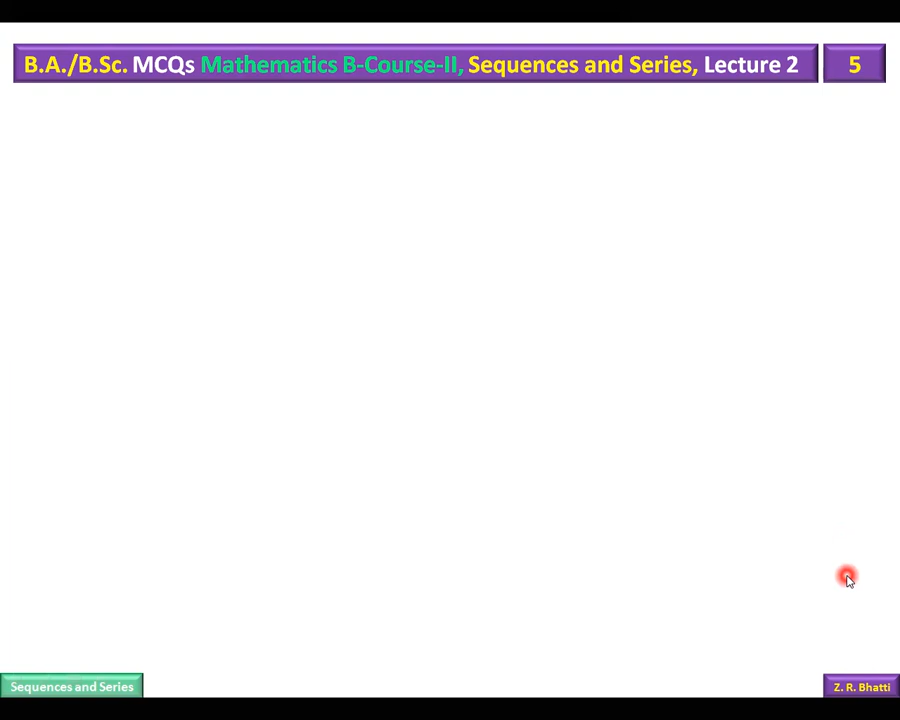 B.A./B.Sc. MCQs Mathematics B-Course-II, Sequences and Series, Lecture 2 5
Sequences and Series Z. R. Bhatti